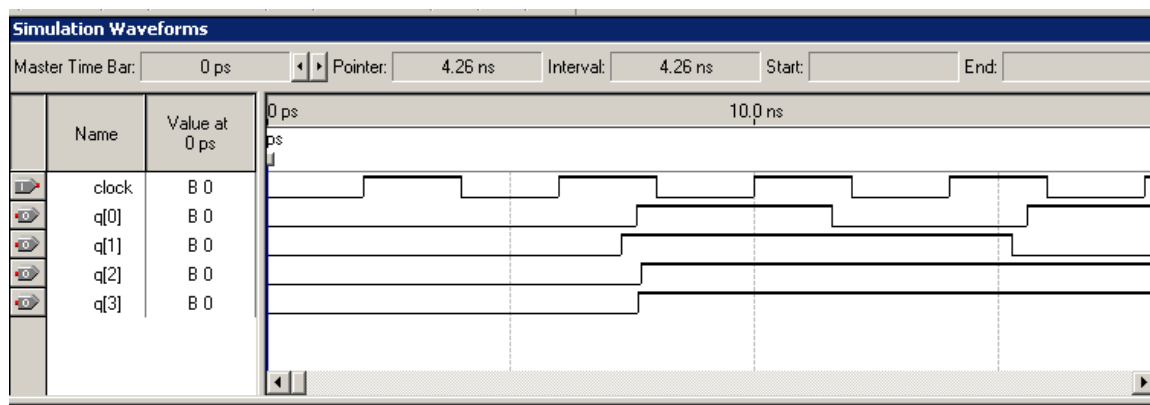 Simulation Waveforms
Master Time Bar: 0 ps Pointer: 4.26 ns Interval: 4.26 ns Start: End:
Name Value at 0 ps 0 ps 10.0 ns
ps
clock B 0
q[0] B 0
q[1] B 0
q[2] B 0
q[3] B 0